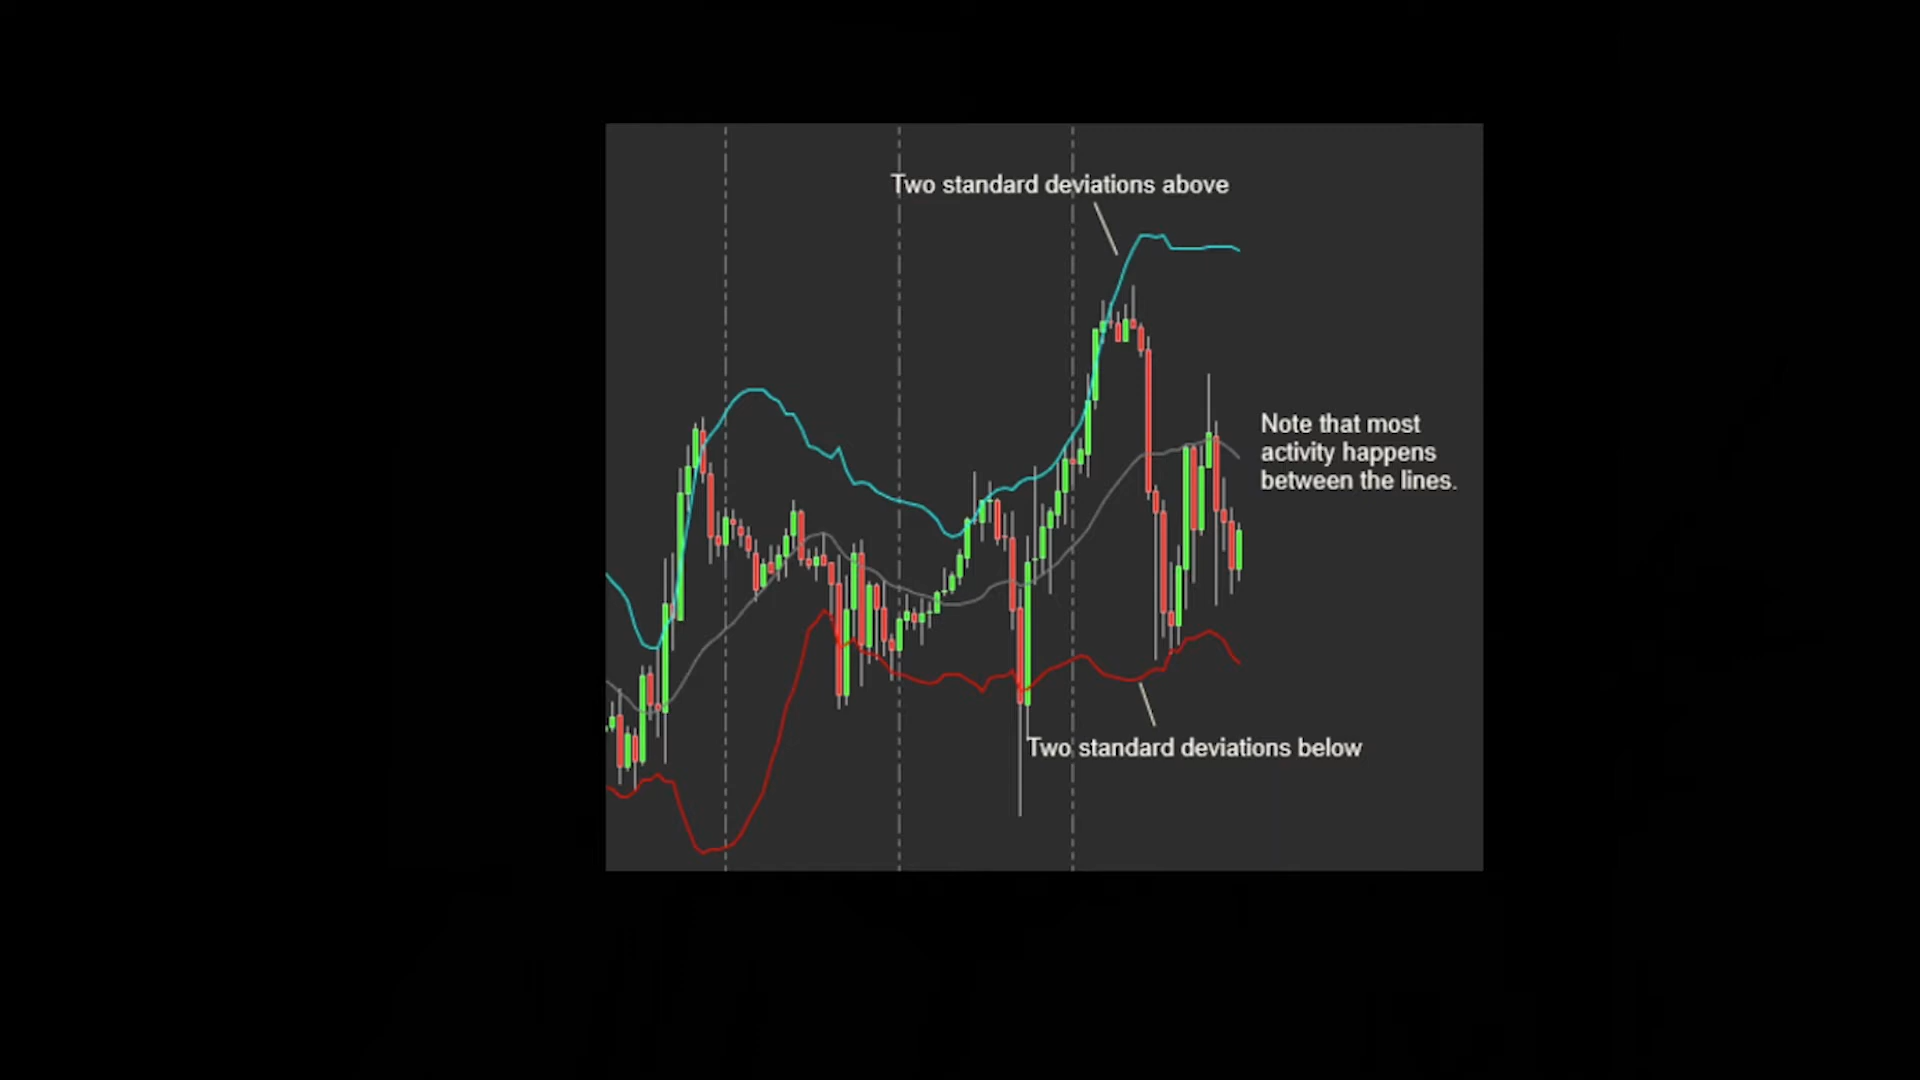 Two standard deviations above
Note that most
activity happens
between the lines.
Two standard deviations below